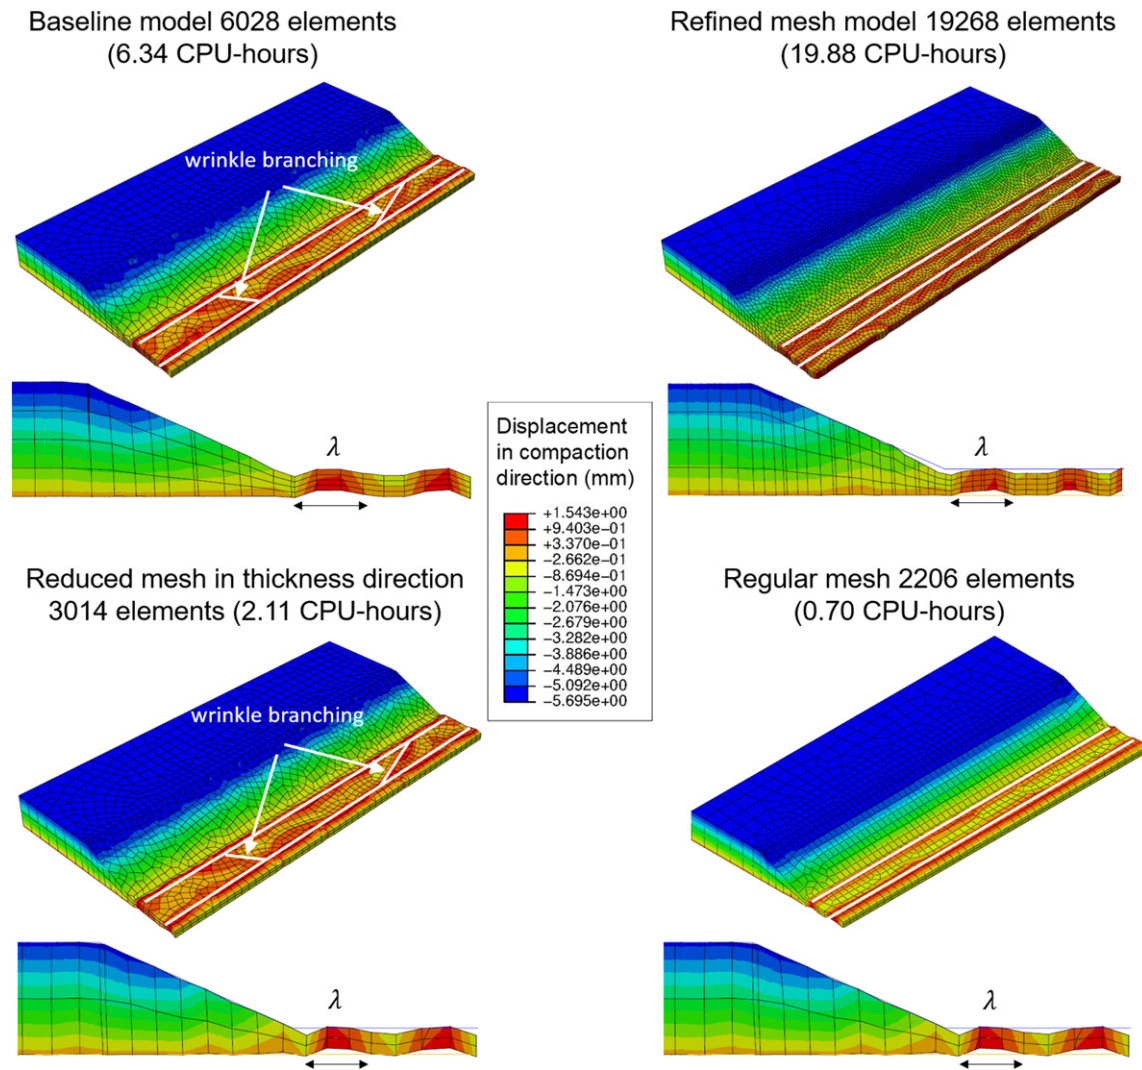 Baseline model 6028 elements
(6.34 CPU-hours)
Refined mesh model 19268 elements
(19.88 CPU-hours)
wrinkle branching
λ
λ
Displacement
in compaction
direction (mm)
+1.543e+00
+9.403e−01
+3.370e−01
−2.662e−01
−8.694e−01
−1.473e+00
−2.076e+00
−2.679e+00
−3.282e+00
−3.886e+00
−4.489e+00
−5.092e+00
−5.695e+00
Reduced mesh in thickness direction
3014 elements (2.11 CPU-hours)
Regular mesh 2206 elements
(0.70 CPU-hours)
wrinkle branching
λ
λ